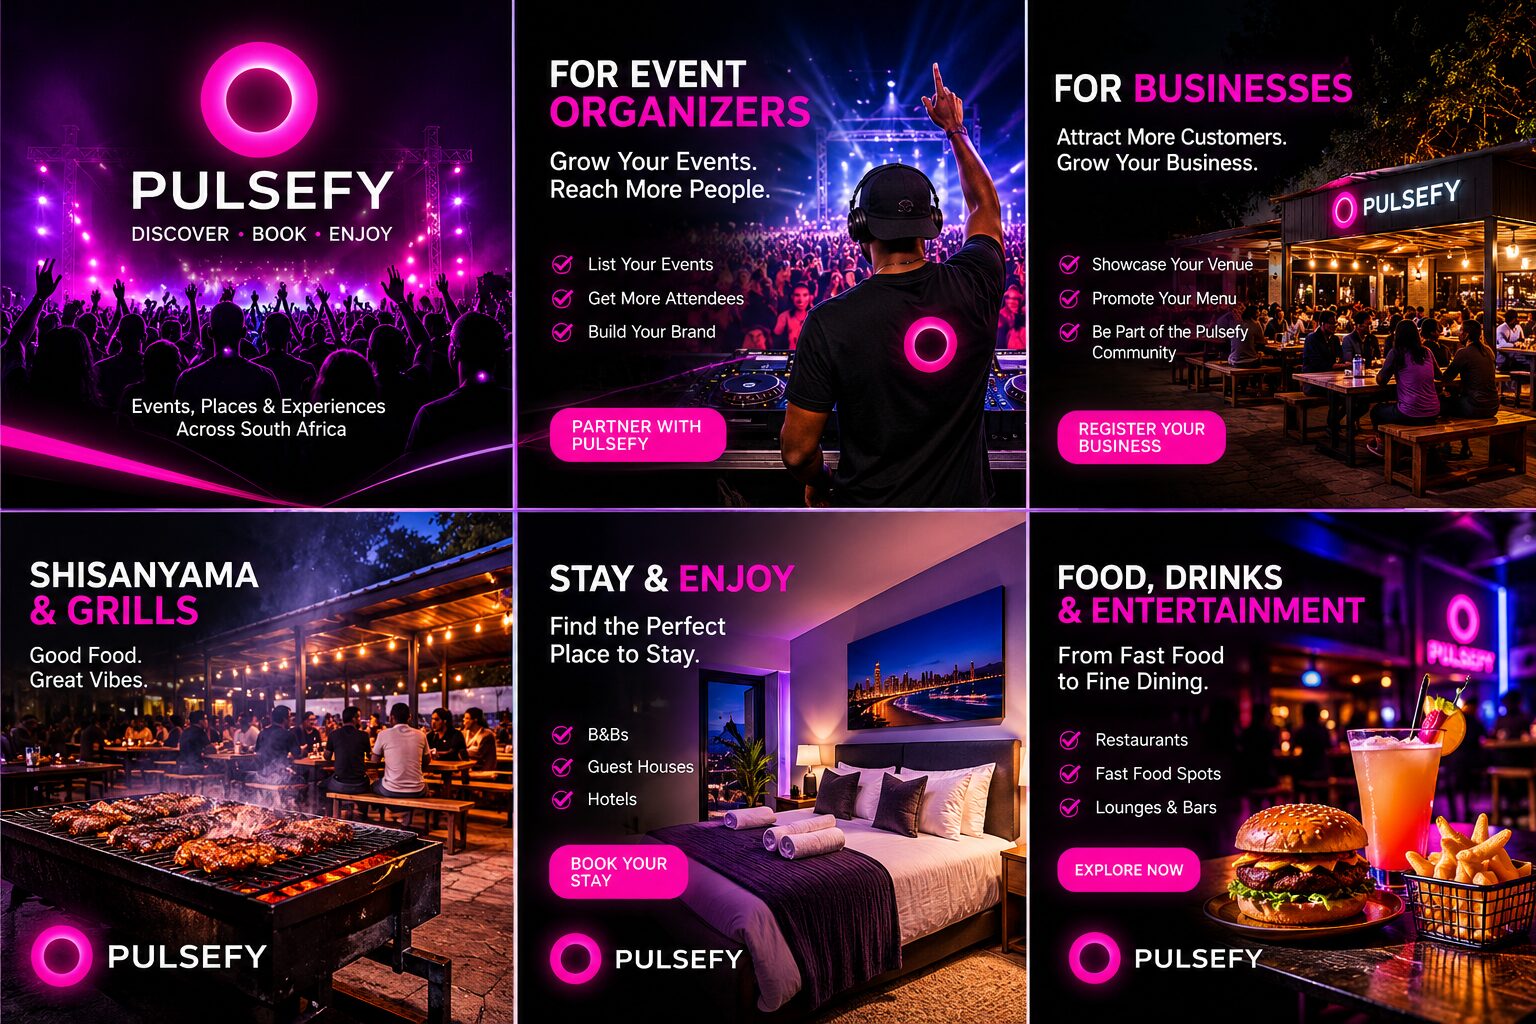 PULSEFY
DISCOVER • BOOK • ENJOY
Events, Places & Experiences
Across South Africa
FOR EVENT
ORGANIZERS
Grow Your Events.
Reach More People.
List Your Events
Get More Attendees
Build Your Brand
PARTNER WITH
PULSEFY
FOR BUSINESSES
Attract More Customers.
Grow Your Business.
PULSEFY
Showcase Your Venue
Promote Your Menu
Be Part of the Pulsefy
Community
REGISTER YOUR
BUSINESS
SHISANYAMA
& GRILLS
Good Food.
Great Vibes.
PULSEFY
STAY & ENJOY
Find the Perfect
Place to Stay.
B&Bs
Guest Houses
Hotels
BOOK YOUR
STAY
PULSEFY
FOOD, DRINKS
& ENTERTAINMENT
From Fast Food
to Fine Dining.
PULSEFY
Restaurants
Fast Food Spots
Lounges & Bars
EXPLORE NOW
PULSEFY